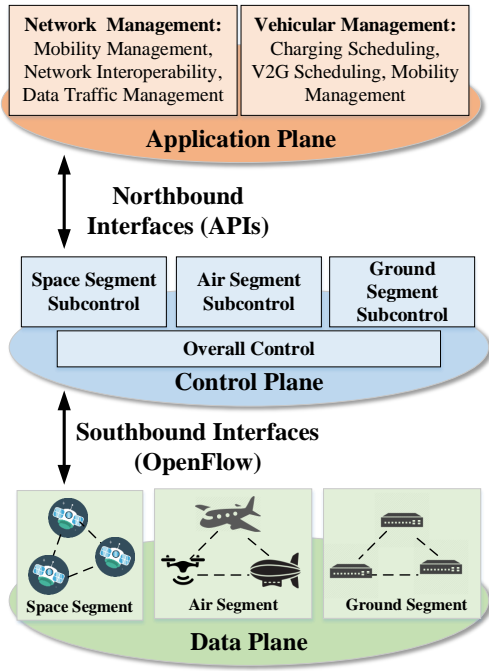 Network Management:
Mobility Management,
Network Interoperability,
Data Traffic Management
Vehicular Management:
Charging Scheduling,
V2G Scheduling, Mobility
Management
Application Plane
Northbound
Interfaces (APIs)
Space Segment
Subcontrol
Air Segment
Subcontrol
Ground
Segment
Subcontrol
Overall Control
Control Plane
Southbound Interfaces
(OpenFlow)
Space Segment
Air Segment
Ground Segment
Data Plane